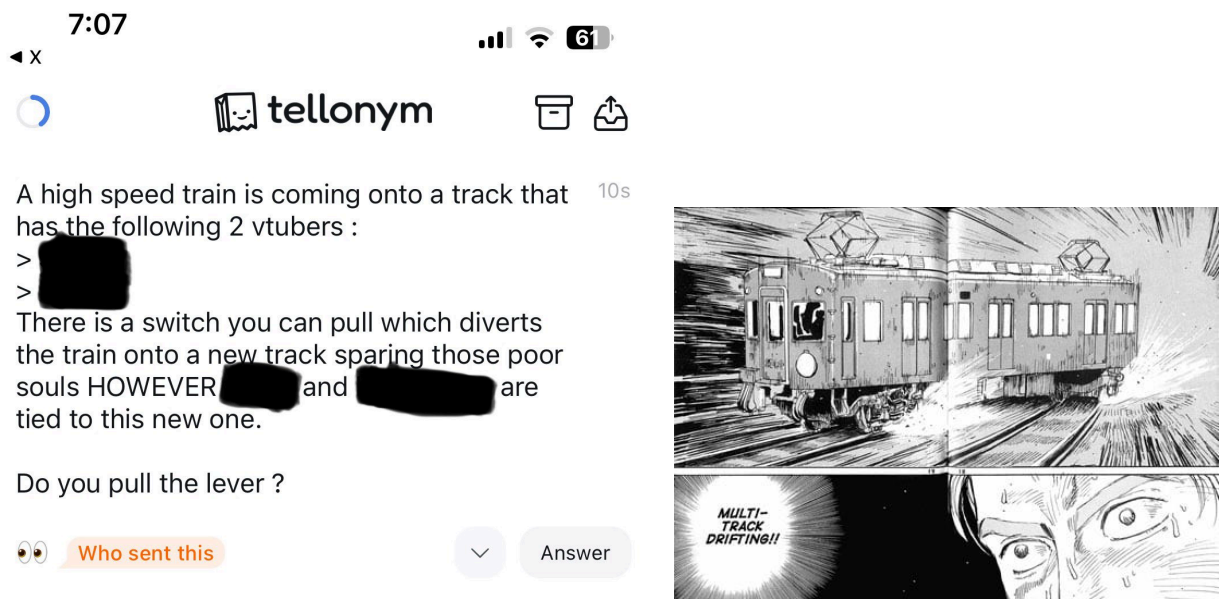 7:07
61
◀ X
tellonym
A high speed train is coming onto a track that
10s
has the following 2 vtubers :
>
>
There is a switch you can pull which diverts
the train onto a new track sparing those poor
souls HOWEVER and are
tied to this new one.
Do you pull the lever ?
👀 Who sent this
Answer
MULTI-
TRACK
DRIFTING!!